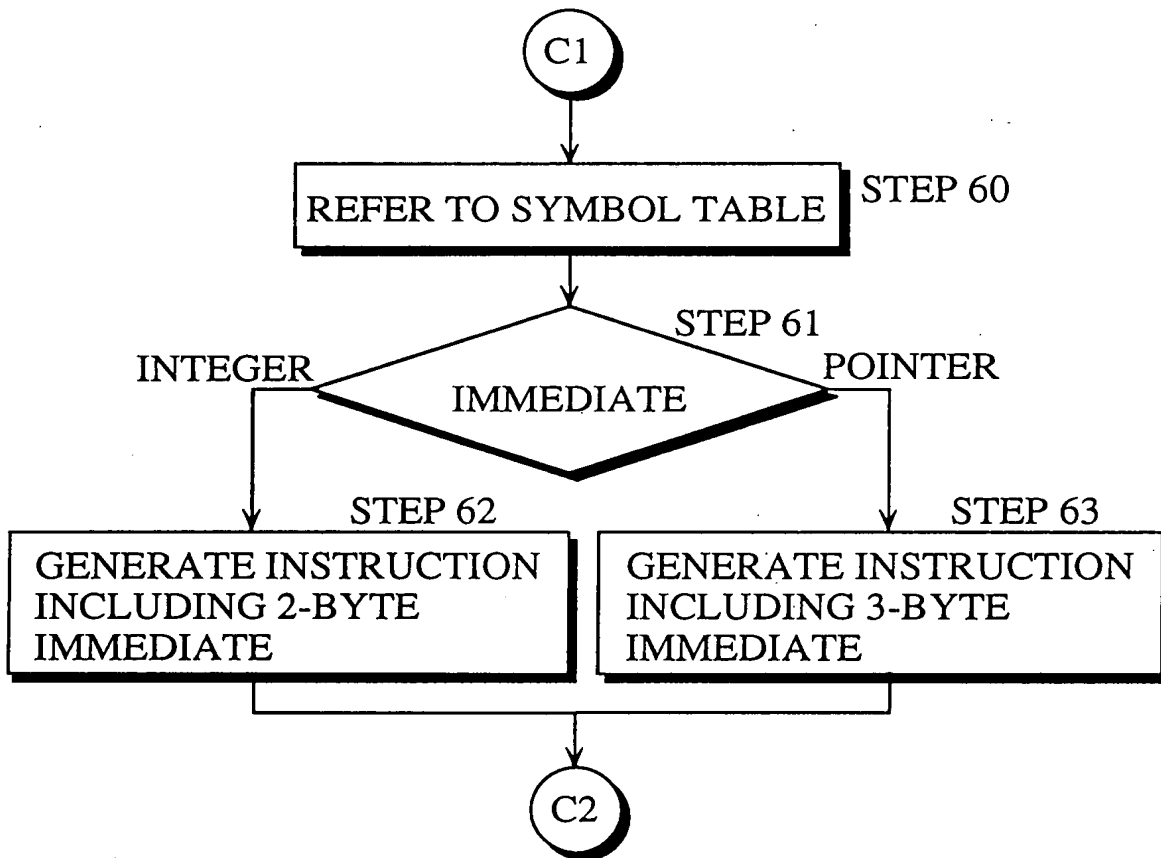 C1
REFER TO SYMBOL TABLE
STEP 60
STEP 61
INTEGER
IMMEDIATE
POINTER
STEP 62
GENERATE INSTRUCTION
INCLUDING 2-BYTE
IMMEDIATE
STEP 63
GENERATE INSTRUCTION
INCLUDING 3-BYTE
IMMEDIATE
C2